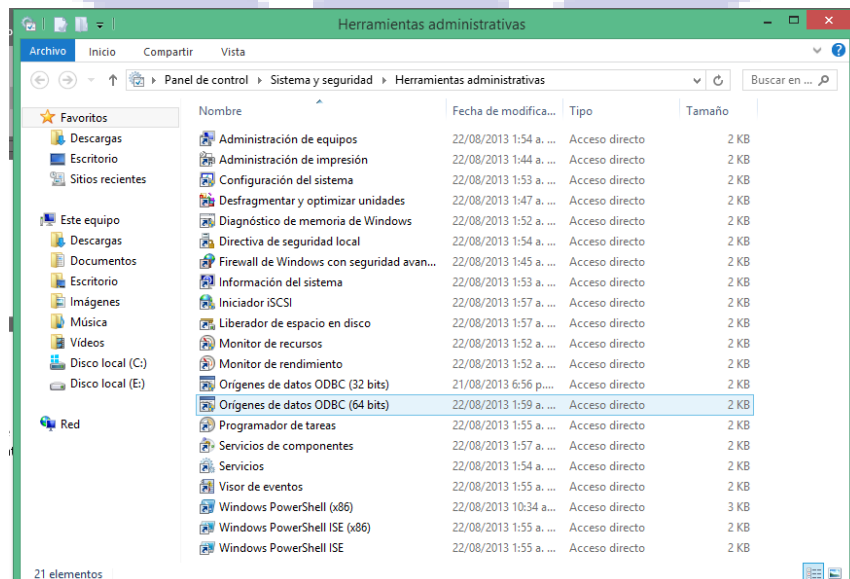 Herramientas administrativas
Archivo Inicio Compartir Vista
Panel de control Sistema y seguridad Herramientas administrativas Buscar en ...
Favoritos
Descargas
Escritorio
Sitios recientes
Este equipo
Descargas
Documentos
Escritorio
Imágenes
Música
Vídeos
Disco local (C:)
Disco local (E:)
Red
Nombre Fecha de modifica... Tipo Tamaño
Administración de equipos 22/08/2013 1:54 a. ... Acceso directo 2 KB
Administración de impresión 22/08/2013 1:44 a. ... Acceso directo 2 KB
Configuración del sistema 22/08/2013 1:53 a. ... Acceso directo 2 KB
Desfragmentar y optimizar unidades 22/08/2013 1:47 a. ... Acceso directo 2 KB
Diagnóstico de memoria de Windows 22/08/2013 1:52 a. ... Acceso directo 2 KB
Directiva de seguridad local 22/08/2013 1:54 a. ... Acceso directo 2 KB
Firewall de Windows con seguridad avan... 22/08/2013 1:45 a. ... Acceso directo 2 KB
Información del sistema 22/08/2013 1:53 a. ... Acceso directo 2 KB
Iniciador iSCSI 22/08/2013 1:57 a. ... Acceso directo 2 KB
Liberador de espacio en disco 22/08/2013 1:57 a. ... Acceso directo 2 KB
Monitor de recursos 22/08/2013 1:52 a. ... Acceso directo 2 KB
Monitor de rendimiento 22/08/2013 1:52 a. ... Acceso directo 2 KB
Orígenes de datos ODBC (32 bits) 21/08/2013 6:56 p.... Acceso directo 2 KB
Orígenes de datos ODBC (64 bits) 22/08/2013 1:59 a. ... Acceso directo 2 KB
Programador de tareas 22/08/2013 1:55 a. ... Acceso directo 2 KB
Servicios de componentes 22/08/2013 1:57 a. ... Acceso directo 2 KB
Servicios 22/08/2013 1:54 a. ... Acceso directo 2 KB
Visor de eventos 22/08/2013 1:55 a. ... Acceso directo 2 KB
Windows PowerShell (x86) 22/08/2013 10:34 a... Acceso directo 3 KB
Windows PowerShell ISE (x86) 22/08/2013 1:55 a. ... Acceso directo 2 KB
Windows PowerShell ISE 22/08/2013 1:55 a. ... Acceso directo 2 KB
21 elementos